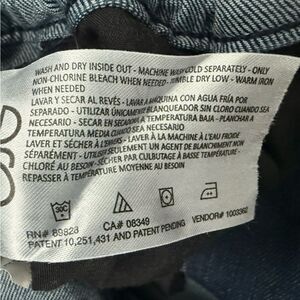 WASH AND DRY INSIDE OUT - MACHINE WASH COLD SEPARATELY - ONLY
NON-CHLORINE BLEACH WHEN NEEDED - TUMBLE DRY LOW - WARM IRON
WHEN NEEDED
LAVAR Y SECAR AL REVÉS - LAVAR A MAQUINA CON AGUA FRÍA POR
SEPARADO - UTILIZAR ÚNICAMENTE BLANQUEADOR SIN CLORO CUANDO SEA
NECESARIO - SECAR EN SECADORA A TEMPERATURA BAJA - PLANCHAR A
TEMPERATURA MEDIA CUANDO SEA NECESARIO
LAVER ET SÉCHER À L'ENVERS - LAVER À LA MACHINE À L'EAU FROIDE
SÉPARÉMENT - UTILISER SEULEMENT UN AGENT DE BLANCHIMENT NON
CHLORÉ AU BESOIN - SÉCHER PAR CULBUTAGE À BASSE TEMPÉRATURE -
REPASSER À TEMPÉRATURE MOYENNE AU BESOIN
30C
RN# 89828 CA# 08349 VENDOR# 1003362
PATENT 10,251,431 AND PATENT PENDING